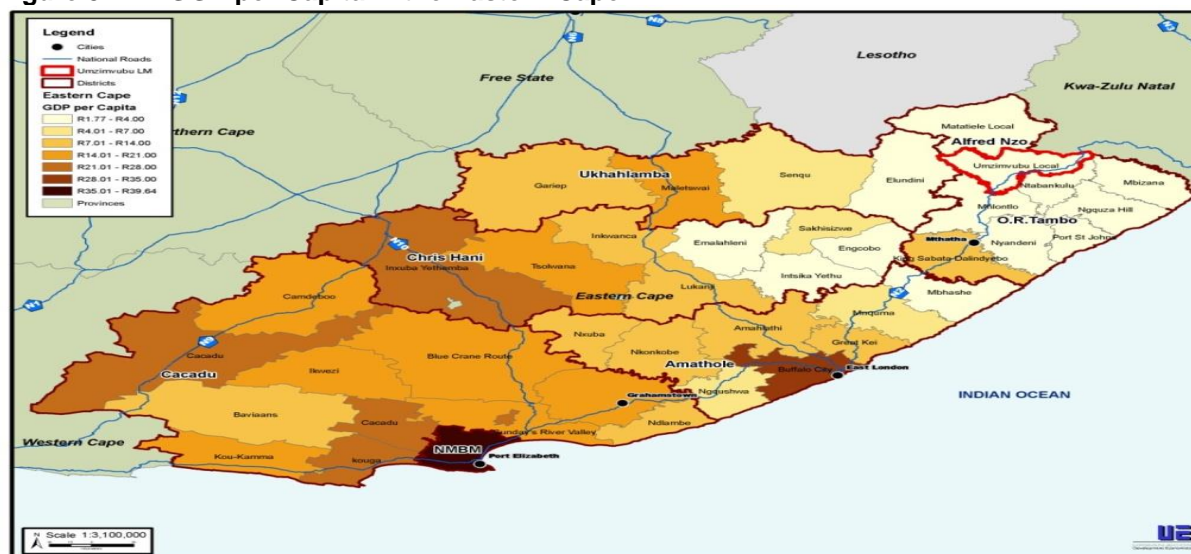 Legend
Cities
National Roads
Umzimvubu LM
Districts
Eastern Cape
GDP per Capita
R1.77 - R4.00
R4.01 - R7.00
R7.01 - R14.00
R14.01 - R21.00
R21.01 - R28.00
R28.01 - R35.00
R35.01 - R39.64
Provinces
Lesotho
Free State
Kwa-Zulu Natal
Cape
Matatiele Local
Alfred Nzo
Umzimvubu Local
Ntabankulu
Mbizana
Ukhahlamba
Gariep
Maletswai
Senqu
Elundini
Mhlontlo
Ngquza Hill
O.R.Tambo
Port St Johns
Nyandeni
Mthatha
King Sabata Dalindyebo
Inkwanca
Emalahleni
Sakhisizwe
Engcobo
N10
Chris Hani
Inxuba Yethemba
Tsolwana
Intsika Yethu
Lukanji
Eastern Cape
Mbhashe
Camdeboo
Mnquma
Amahlathi
Nxuba
Nkonkobe
Great Kei
N1
N9
Cacadu
Cacadu
Ikwezi
Blue Crane Route
Amathole
Buffalo City
East London
Ngqushwa
Grahamstown
INDIAN OCEAN
Baviaans
Cacadu
Ndlambe
Sunday's River Valley
Western Cape
Kou-Kamma
kouga
NMBM
Port Elizabeth
N
Scale 1:3,100,000